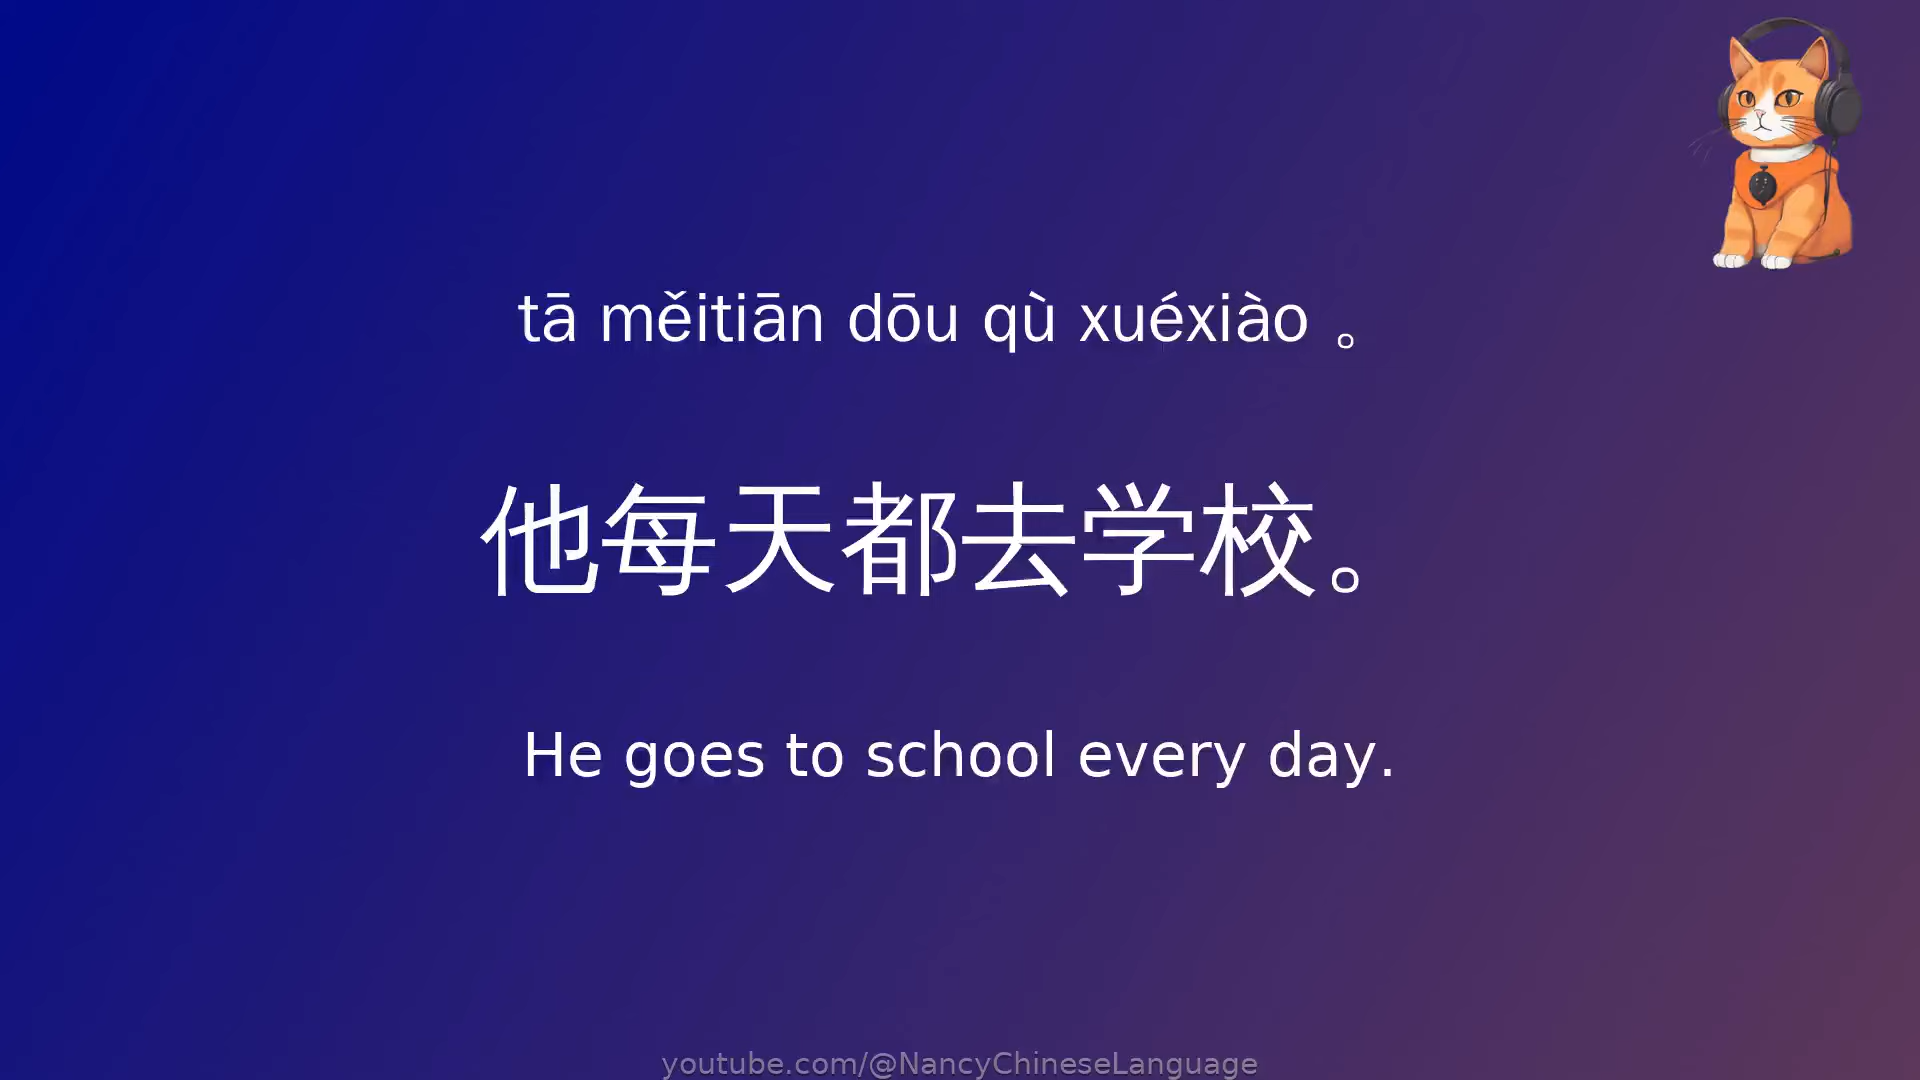 tā měitiān dōu qù xuéxiào 。
他每天都去学校。
He goes to school every day.
youtube.com/@NancyChineseLanguage